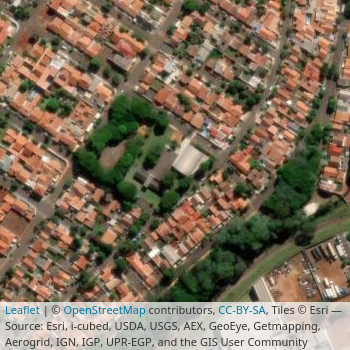 Leaflet | © OpenStreetMap contributors, CC-BY-SA, Tiles © Esri —
Source: Esri, i-cubed, USDA, USGS, AEX, GeoEye, Getmapping,
Aerogrid, IGN, IGP, UPR-EGP, and the GIS User Community